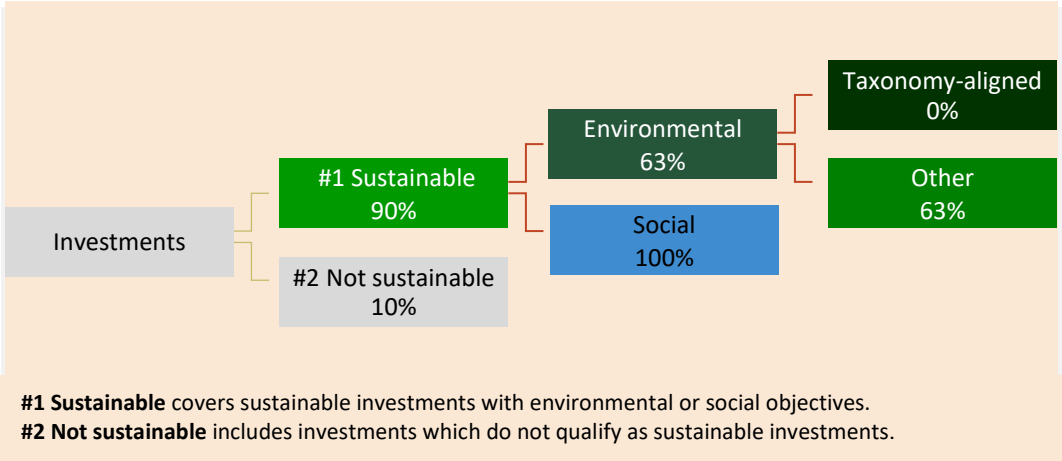 Investments
#1 Sustainable
90%
#2 Not sustainable
10%
Environmental
63%
Social
100%
Taxonomy-aligned
0%
Other
63%
#1 Sustainable covers sustainable investments with environmental or social objectives.
#2 Not sustainable includes investments which do not qualify as sustainable investments.